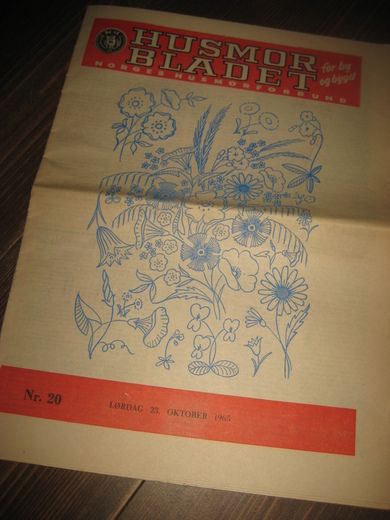 HUSMOR
BLADET
for by
og bygd
NORGES HUSMORFORBUND
Nr. 20
LØRDAG 23. OKTOBER 1965